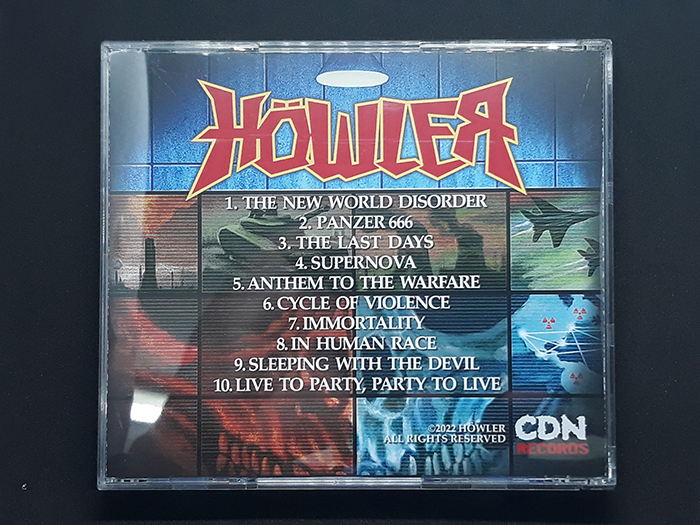 HÖWLER
1. THE NEW WORLD DISORDER
2. PANZER 666
3. THE LAST DAYS
4. SUPERNOVA
5. ANTHEM TO THE WARFARE
6. CYCLE OF VIOLENCE
7. IMMORTALITY
8. IN HUMAN RACE
9. SLEEPING WITH THE DEVIL
10. LIVE TO PARTY, PARTY TO LIVE
©2022 HOWLER
ALL RIGHTS RESERVED
CDN
RECORDS